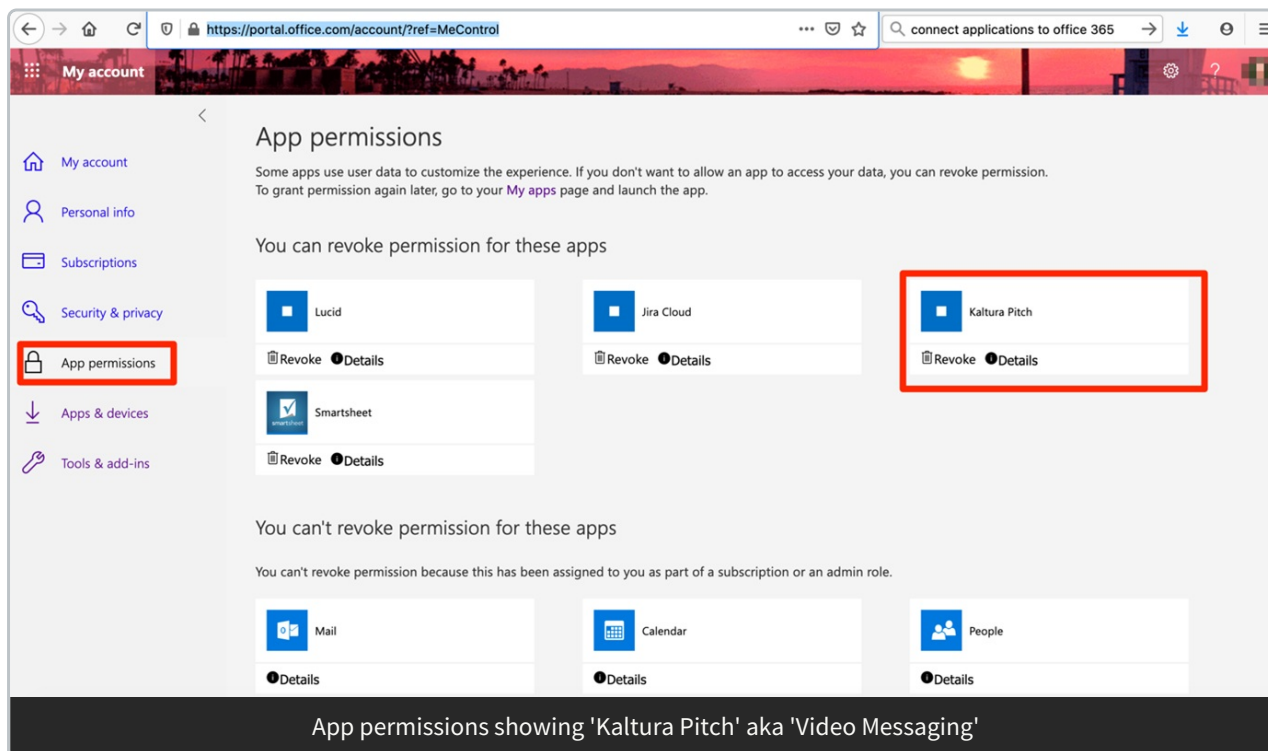 https://portal.office.com/account/?ref=MeControl
connect applications to office 365
My account
?
My account
Personal info
Subscriptions
Security & privacy
App permissions
Apps & devices
Tools & add-ins
App permissions
Some apps use user data to customize the experience. If you don't want to allow an app to access your data, you can revoke permission.
To grant permission again later, go to your My apps page and launch the app.
You can revoke permission for these apps
Lucid
Revoke Details
Jira Cloud
Revoke Details
Kaltura Pitch
Revoke Details
smartsheet
Smartsheet
Revoke Details
You can't revoke permission for these apps
You can't revoke permission because this has been assigned to you as part of a subscription or an admin role.
Mail
Details
Calendar
Details
People
Details
App permissions showing 'Kaltura Pitch' aka 'Video Messaging'